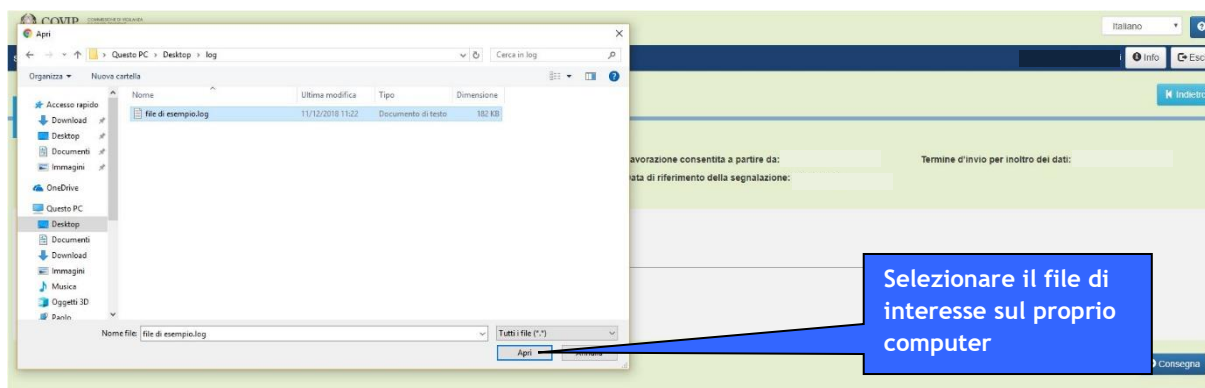 COVIP
Italiano
Apri
Questo PC > Desktop > log
Cerca in log
Info
Esci
Organizza
Nuova cartella
Indietro
Nome
Ultima modifica
Tipo
Dimensione
Accesso rapido
file di esempio.log
11/12/2018 11:22
Documento di testo
182 KB
Download
Desktop
Documenti
Immagini
OneDrive
Questo PC
Desktop
Documenti
Download
Immagini
Musica
Oggetti 3D
Paolo
avorazione consentita a partire da:
Termine d'invio per inoltro dei dati:
ata di riferimento della segnalazione:
Nome file:
file di esempio.log
Tutti i file (*.*)
Apri
Annulla
Selezionare il file di
interesse sul proprio
computer
Consegna